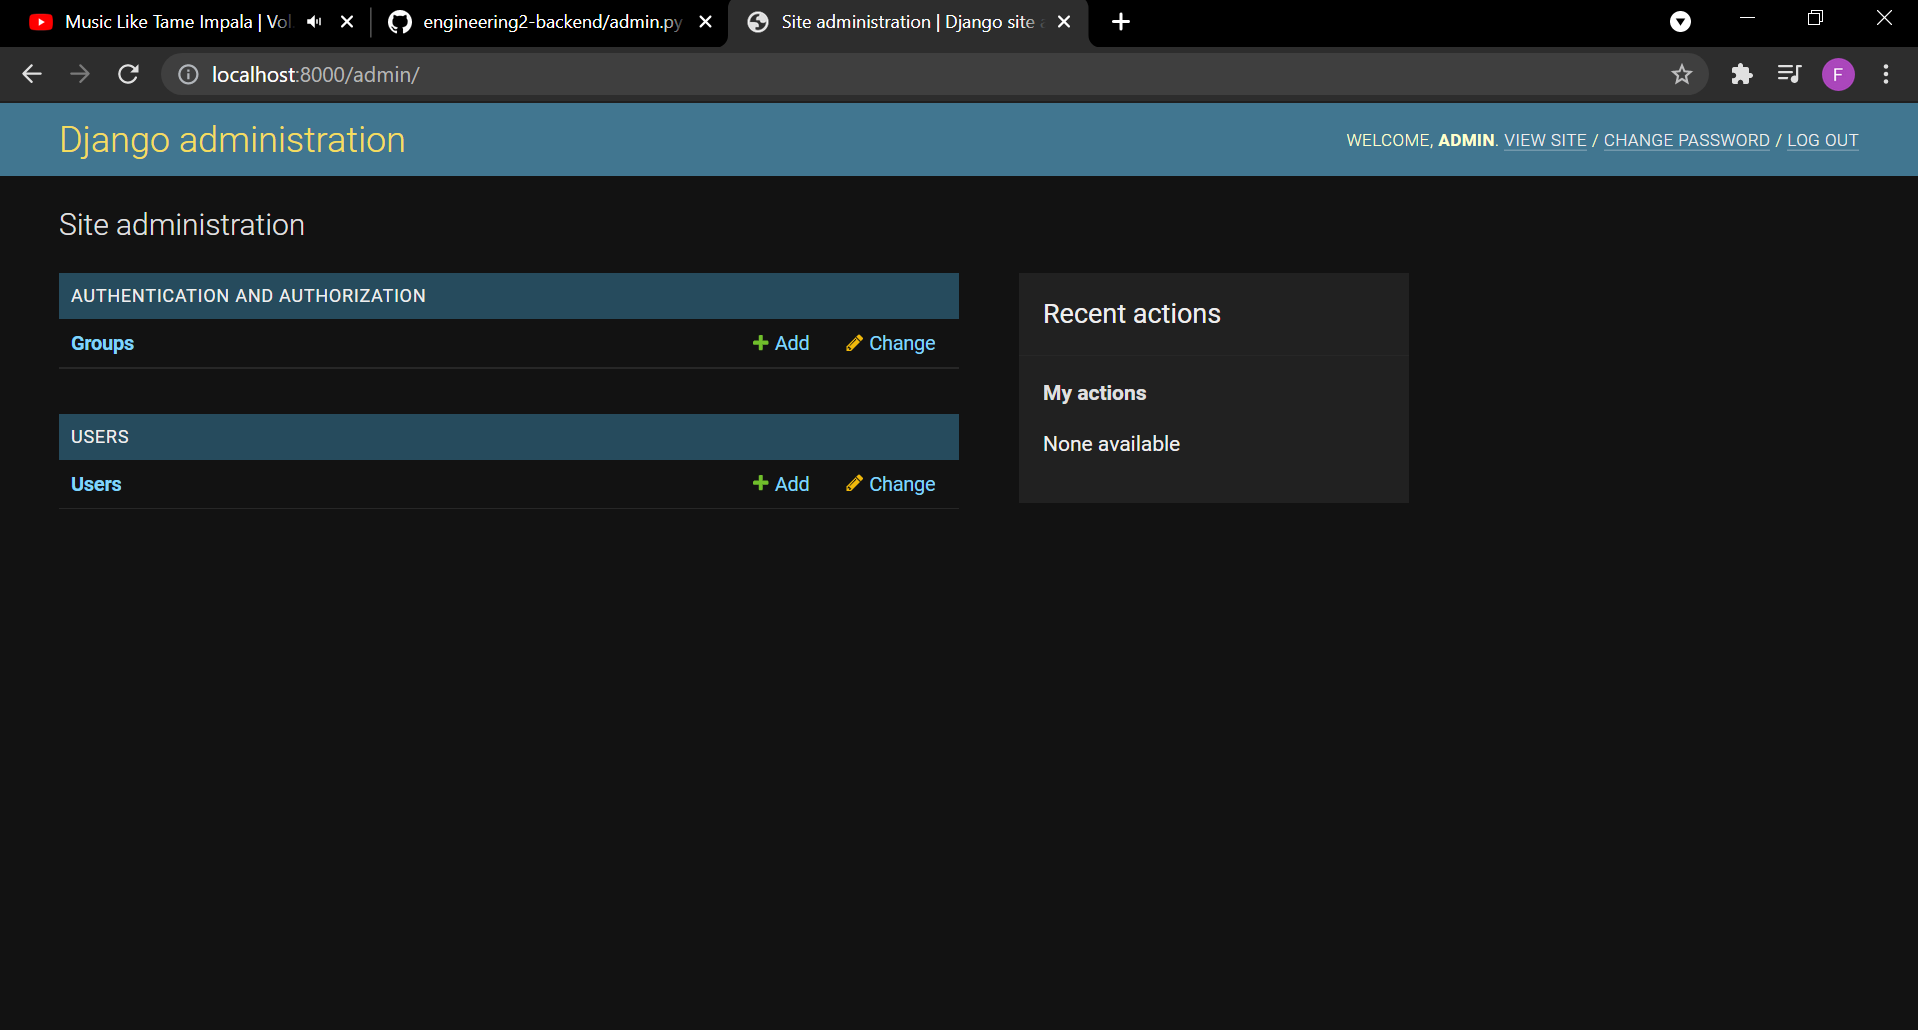 Music Like Tame Impala | Vol
engineering2-backend/admin.py
Site administration | Django site
localhost:8000/admin/
F
Django administration
WELCOME, ADMIN. VIEW SITE / CHANGE PASSWORD / LOG OUT
Site administration
AUTHENTICATION AND AUTHORIZATION
Groups Add Change
USERS
Users Add Change
Recent actions
My actions
None available